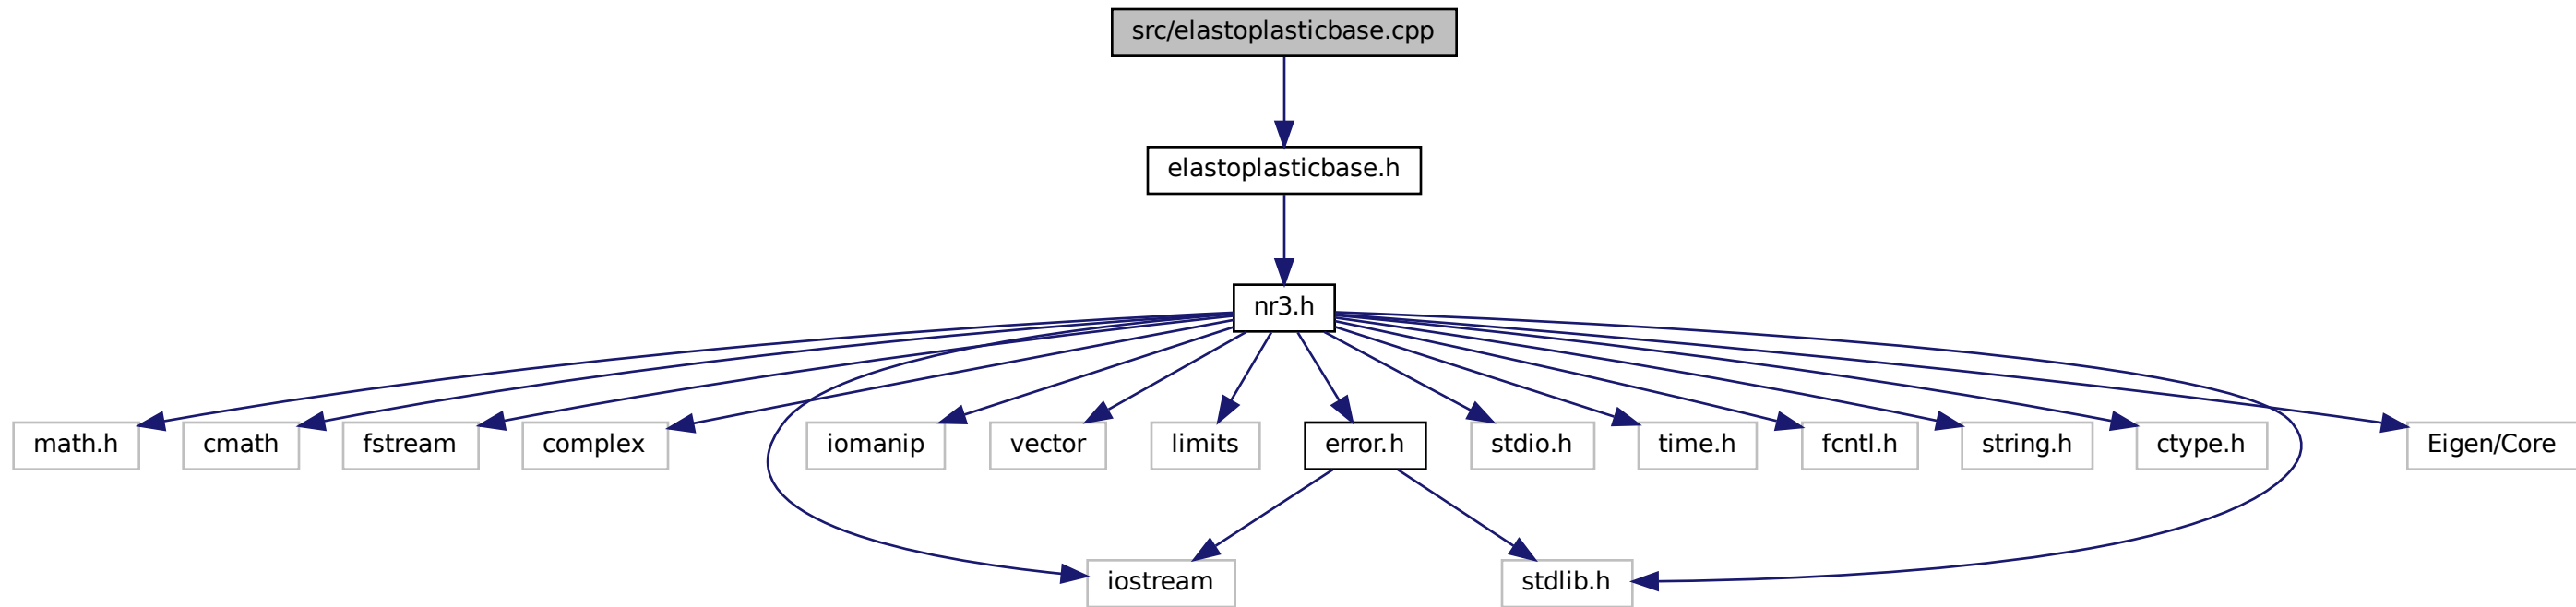 src/elastoplasticbase.cpp
elastoplasticbase.h
nr3.h
math.h
cmath
fstream
complex
iomanip
vector
limits
error.h
stdio.h
time.h
fcntl.h
string.h
ctype.h
Eigen/Core
iostream
stdlib.h